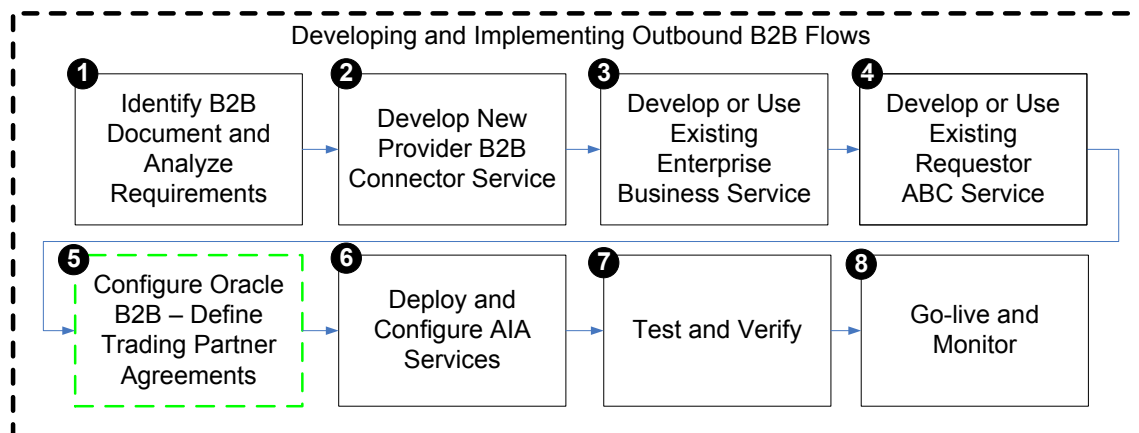 Developing and Implementing Outbound B2B Flows
1
Identify B2B
Document and
Analyze
Requirements
2
Develop New
Provider B2B
Connector Service
3
Develop or Use
Existing
Enterprise
Business Service
4
Develop or Use
Existing
Requestor
ABC Service
5
Configure Oracle
B2B – Define
Trading Partner
Agreements
6
Deploy and
Configure AIA
Services
7
Test and Verify
8
Go-live and
Monitor